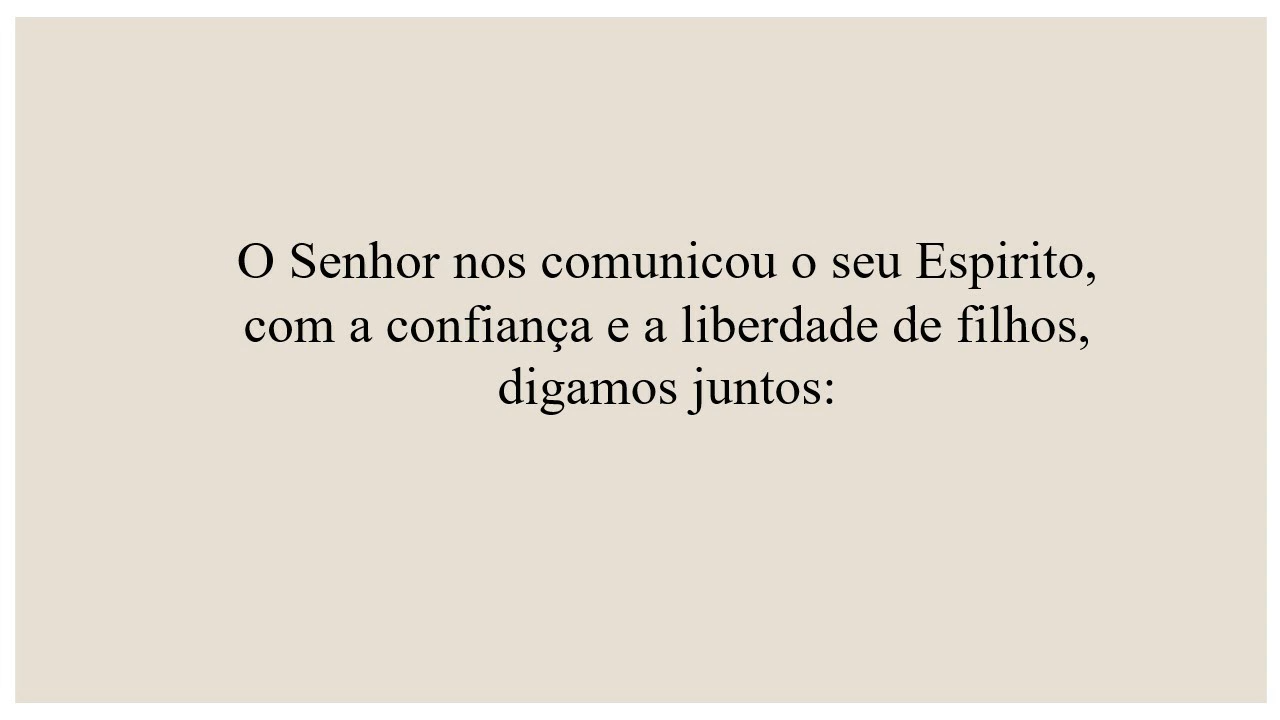 O Senhor nos comunicou o seu Espirito,
com a confiança e a liberdade de filhos,
digamos juntos: